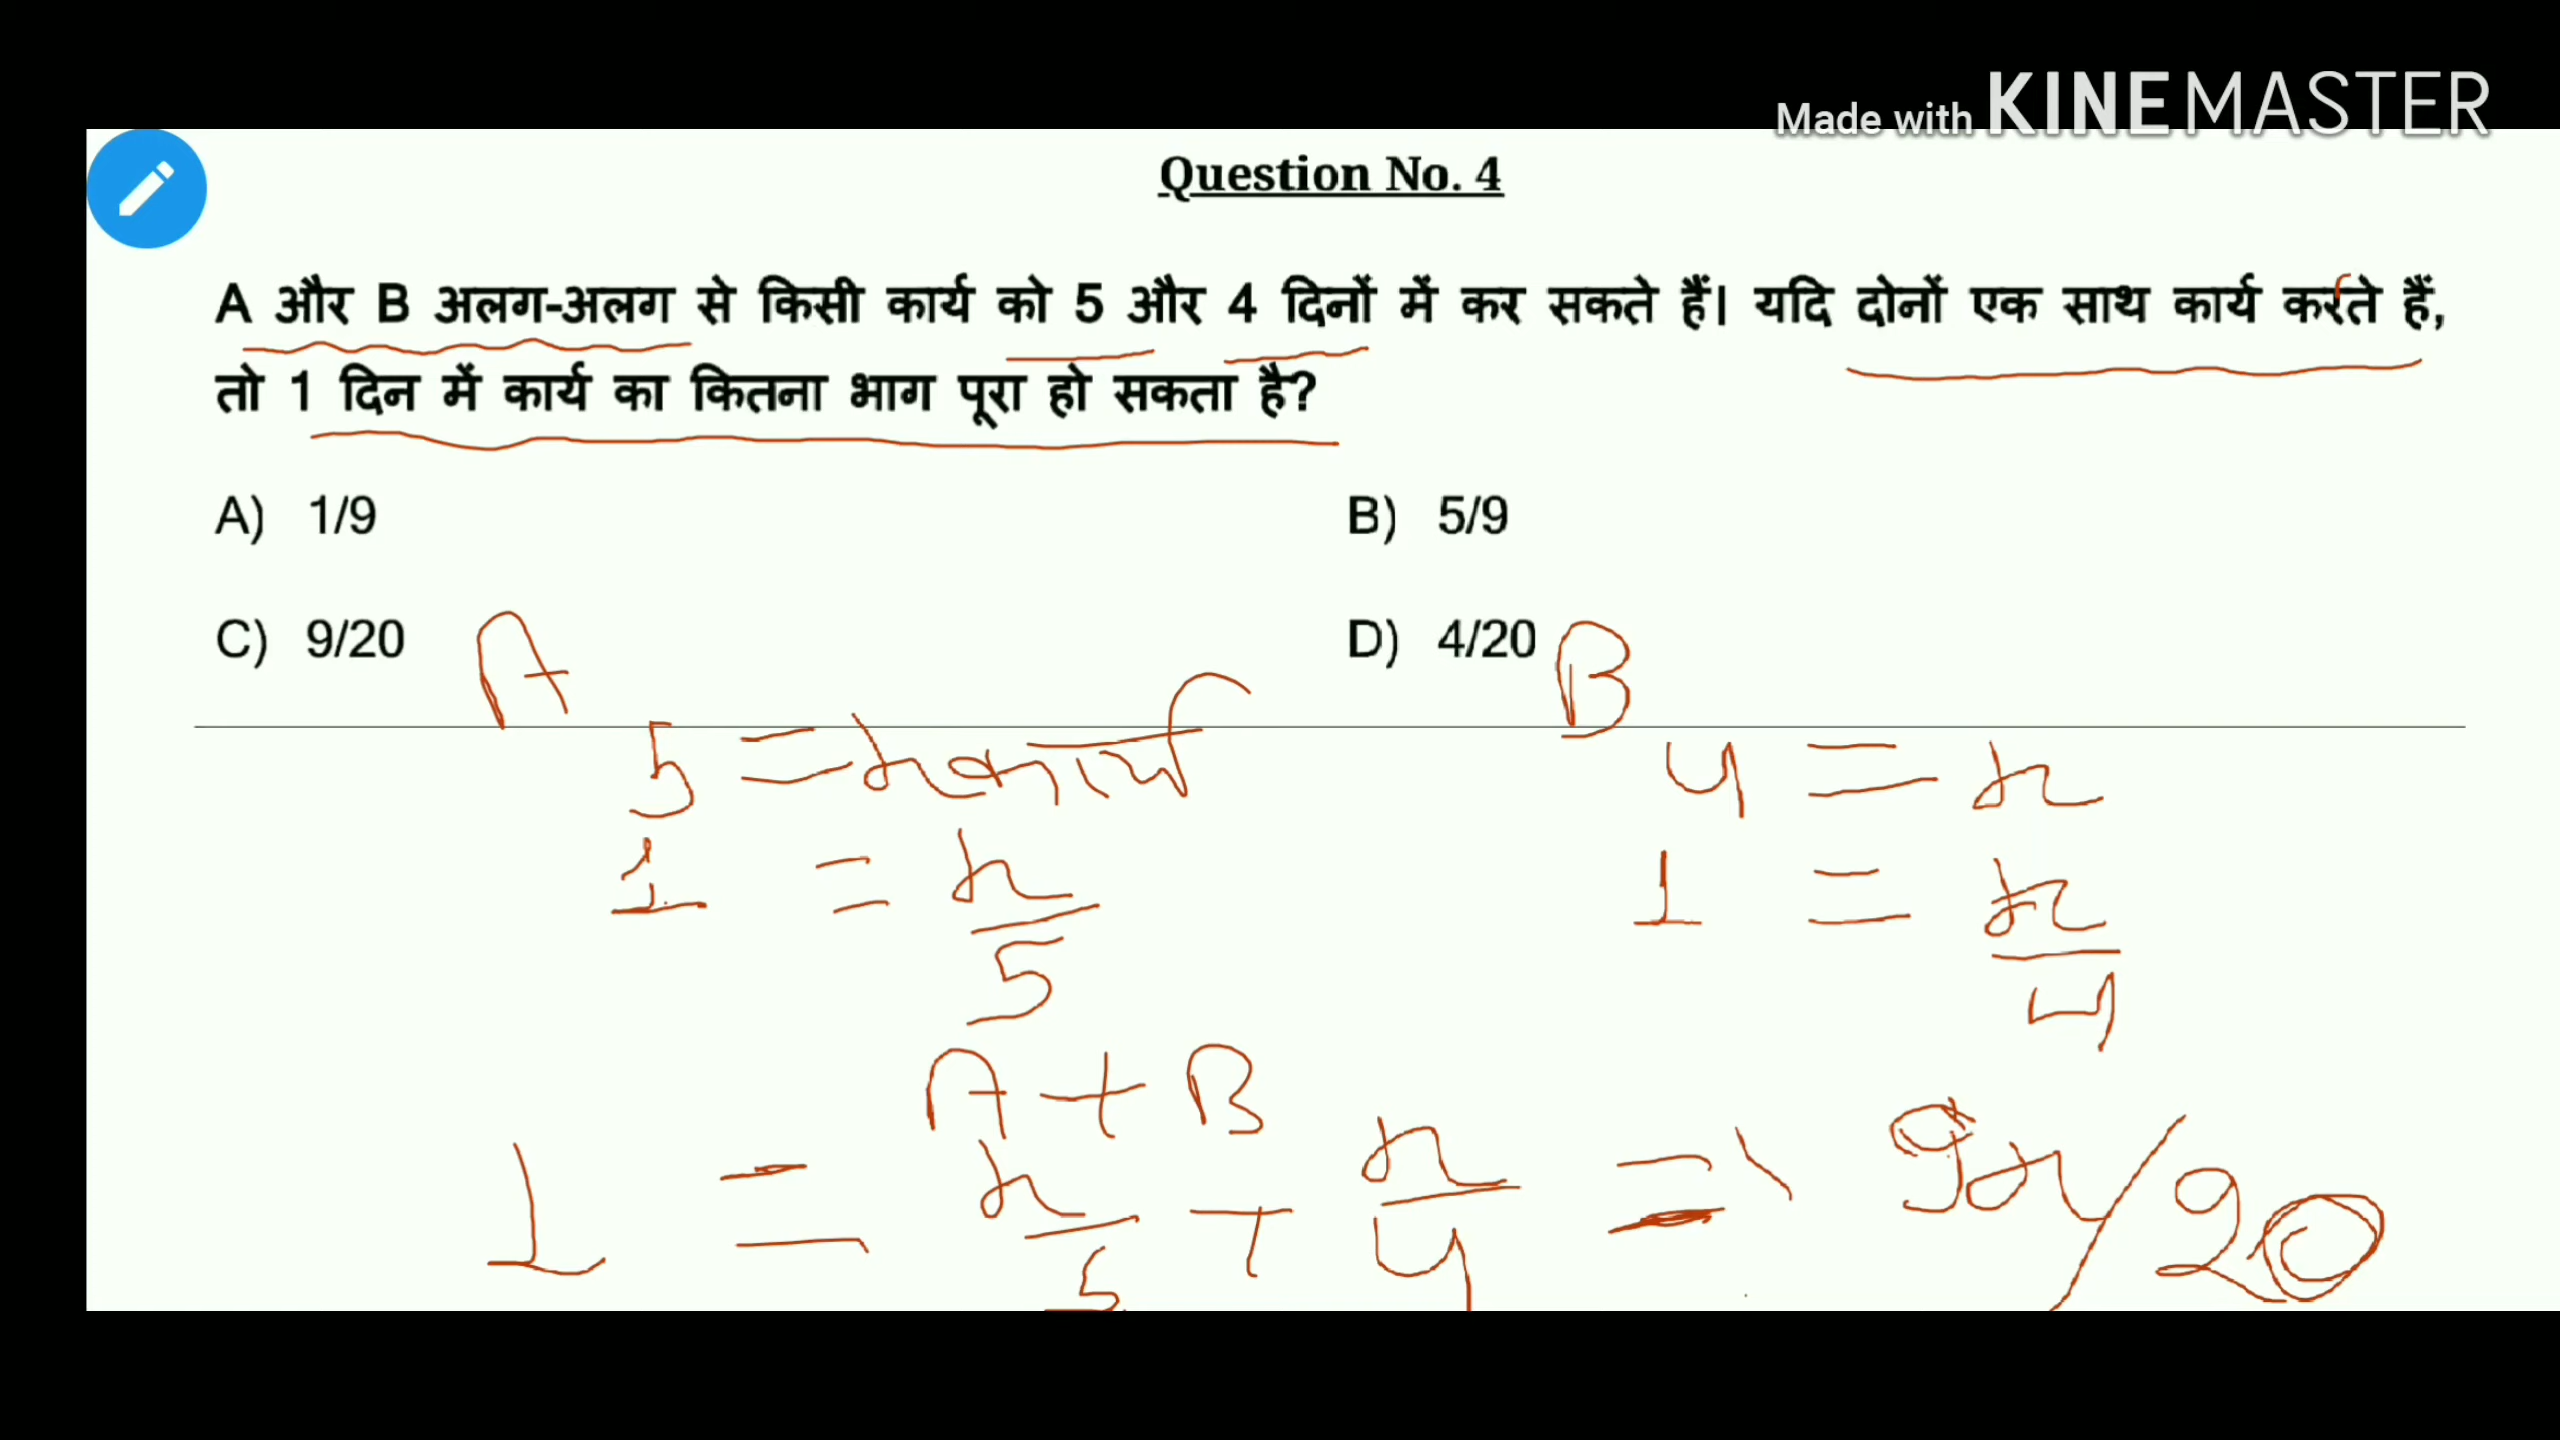 Made with KINEMASTER
Question No. 4
A और B अलग-अलग से किसी कार्य को 5 और 4 दिनों में कर सकते हैं। यदि दोनों एक साथ कार्य करते हैं,
तो 1 दिन में कार्य का कितना भाग पूरा हो सकता है?
A) 1/9
B) 5/9
C) 9/20
D) 4/20
A
B
5 = x कार्य
4 = x
1 = x/5
1 = x/4
A + B
1 = x/5 + x/4 => 9x/20